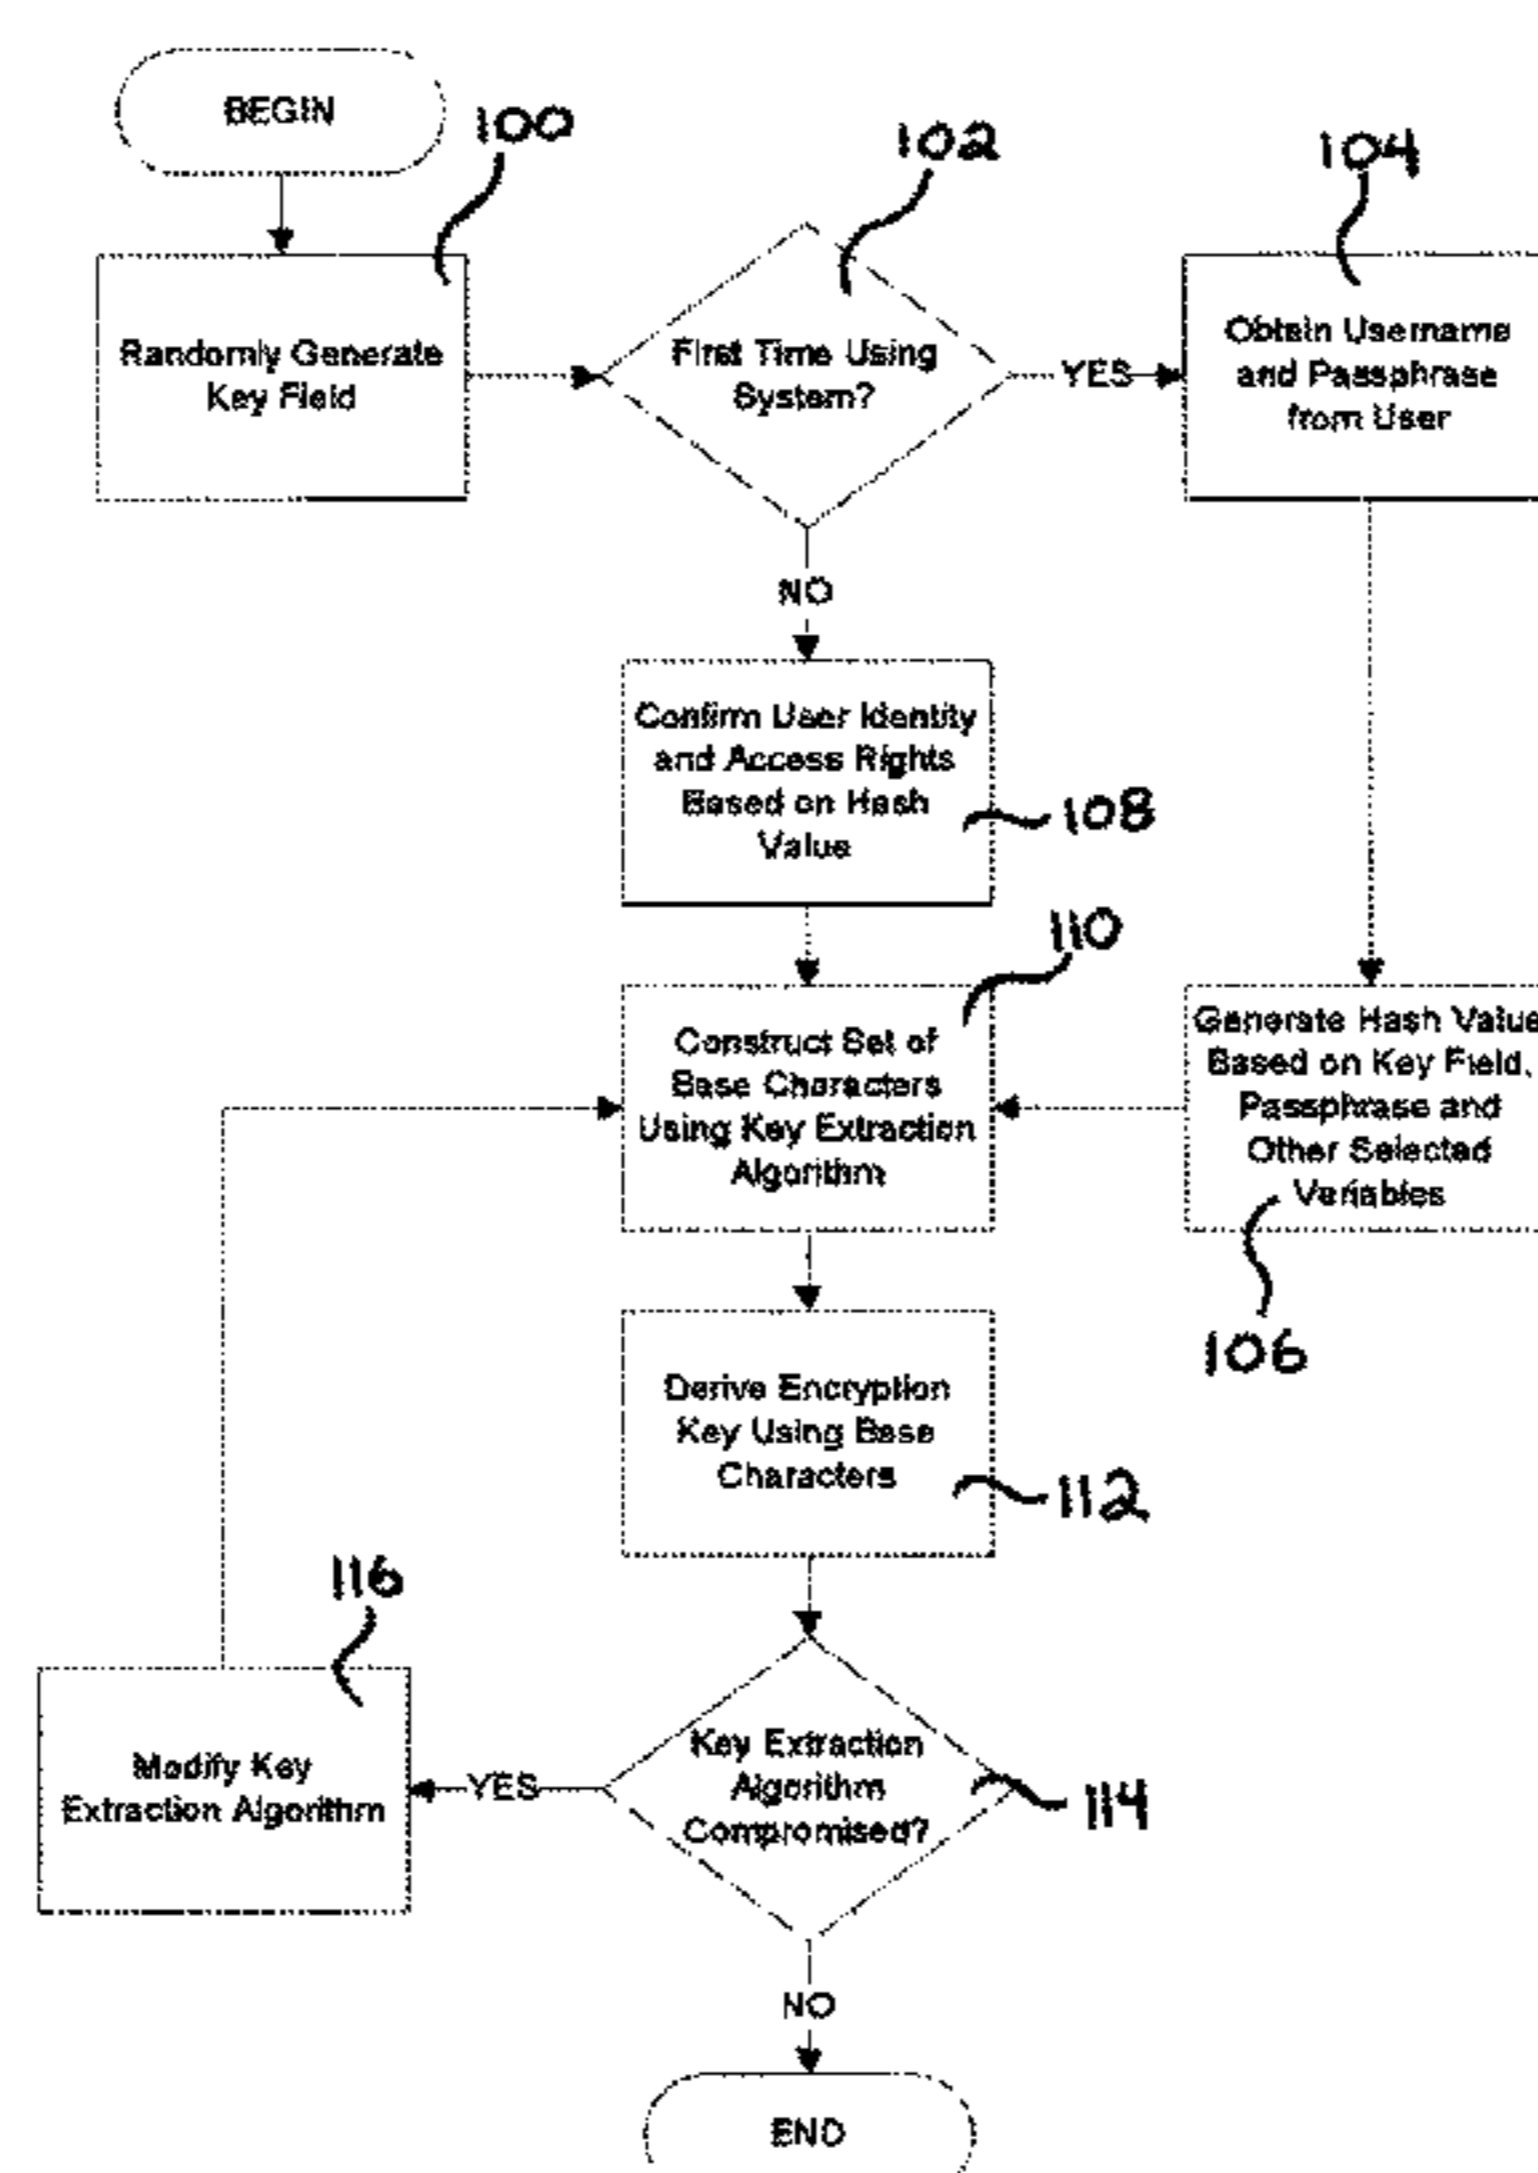 BEGIN
100
102
104
Randomly Generate
Key Field
First Time Using
System?
YES
Obtain Username
and Passphrase
from User
NO
Confirm User Identity
and Access Rights
Based on Hash
Value
108
110
Construct Set of
Base Characters
Using Key Extraction
Algorithm
Generate Hash Value
Based on Key Field,
Passphrase and
Other Selected
Variables
106
Derive Encryption
Key Using Base
Characters
112
116
Modify Key
Extraction Algorithm
YES
Key Extraction
Algorithm
Compromised?
114
NO
END